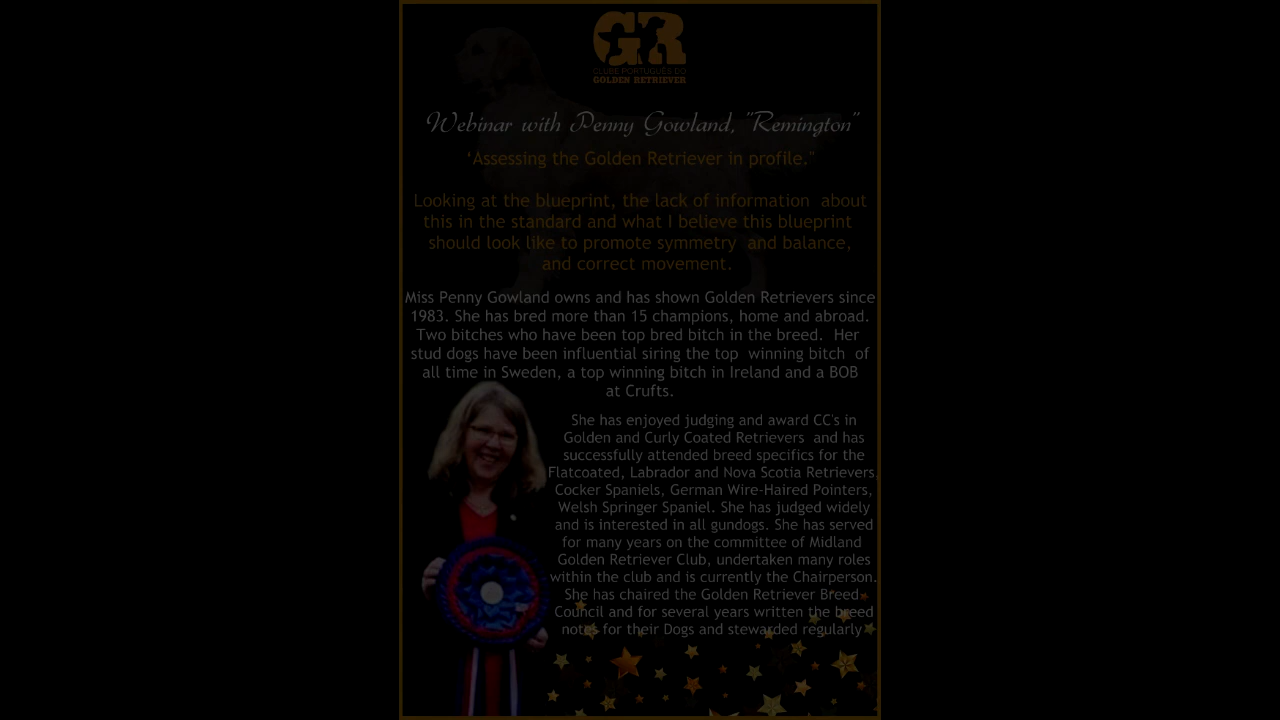 GR
CLUBE PORTUGUÊS DO
GOLDEN RETRIEVER
Webinar with Penny Gowland, "Remington"
"Assessing the Golden Retriever in profile."
Looking at the blueprint, the lack of information about
this in the standard and what I believe this blueprint
should look like to promote symmetry and balance,
and correct movement.
Miss Penny Gowland owns and has shown Golden Retrievers since
1983. She has bred more than 15 champions, home and abroad.
Two bitches who have been top bred bitch in the breed. Her
stud dogs have been influential siring the top winning bitch of
all time in Sweden, a top winning bitch in Ireland and a BOB
at Crufts.
She has enjoyed judging and award CC's in
Golden and Curly Coated Retrievers and has
successfully attended breed specifics for the
Flatcoated, Labrador and Nova Scotia Retrievers,
Cocker Spaniels, German Wire-Haired Pointers,
Welsh Springer Spaniel. She has judged widely
and is interested in all gundogs. She has served
for many years on the committee of Midland
Golden Retriever Club, undertaken many roles
within the club and is currently the Chairperson.
She has chaired the Golden Retriever Breed
Council and for several years written the breed
notes for their Dogs and stewarded regularly